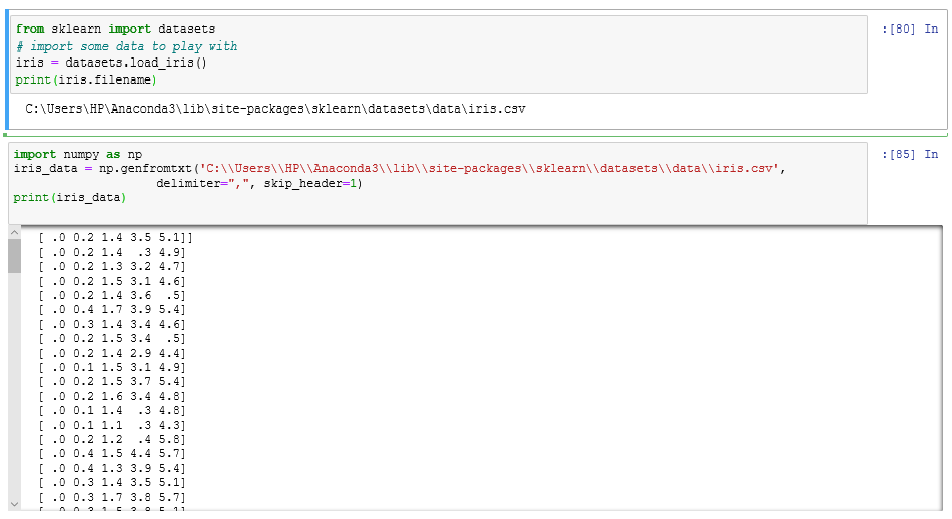 from sklearn import datasets
# import some data to play with
iris = datasets.load_iris()
print(iris.filename)
:[80] In
C:\Users\HP\Anaconda3\lib\site-packages\sklearn\datasets\data\iris.csv
import numpy as np
iris_data = np.genfromtxt('C:\\Users\\HP\\Anaconda3\\lib\\site-packages\\sklearn\\datasets\\data\\iris.csv',
delimiter=",", skip_header=1)
print(iris_data)
:[85] In
[ .0 0.2 1.4 3.5 5.1]]
[ .0 0.2 1.4  .3 4.9]
[ .0 0.2 1.3 3.2 4.7]
[ .0 0.2 1.5 3.1 4.6]
[ .0 0.2 1.4 3.6  .5]
[ .0 0.4 1.7 3.9 5.4]
[ .0 0.3 1.4 3.4 4.6]
[ .0 0.2 1.5 3.4  .5]
[ .0 0.2 1.4 2.9 4.4]
[ .0 0.1 1.5 3.1 4.9]
[ .0 0.2 1.5 3.7 5.4]
[ .0 0.2 1.6 3.4 4.8]
[ .0 0.1 1.4  .3 4.8]
[ .0 0.1 1.1  .3 4.3]
[ .0 0.2 1.2  .4 5.8]
[ .0 0.4 1.5 4.4 5.7]
[ .0 0.4 1.3 3.9 5.4]
[ .0 0.3 1.4 3.5 5.1]
[ .0 0.3 1.7 3.8 5.7]
[ .0 0.3 1.5 3.8 5.1]